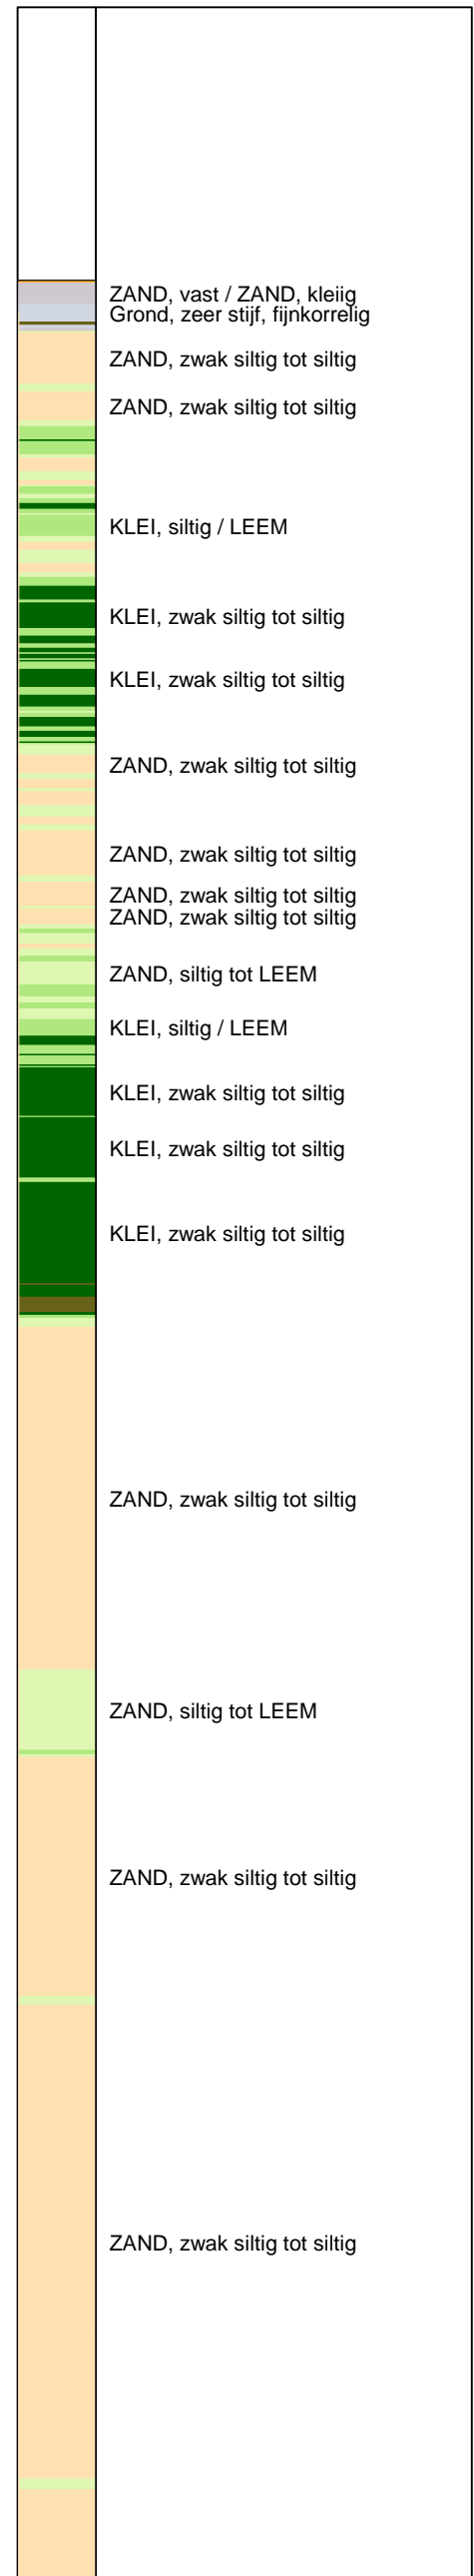 ZAND, vast / ZAND, kleiig
Grond, zeer stijf, fijnkorrelig
ZAND, zwak siltig tot siltig
ZAND, zwak siltig tot siltig
KLEI, siltig / LEEM
KLEI, zwak siltig tot siltig
KLEI, zwak siltig tot siltig
ZAND, zwak siltig tot siltig
ZAND, zwak siltig tot siltig
ZAND, zwak siltig tot siltig
ZAND, zwak siltig tot siltig
ZAND, siltig tot LEEM
KLEI, siltig / LEEM
KLEI, zwak siltig tot siltig
KLEI, zwak siltig tot siltig
KLEI, zwak siltig tot siltig
ZAND, zwak siltig tot siltig
ZAND, siltig tot LEEM
ZAND, zwak siltig tot siltig
ZAND, zwak siltig tot siltig